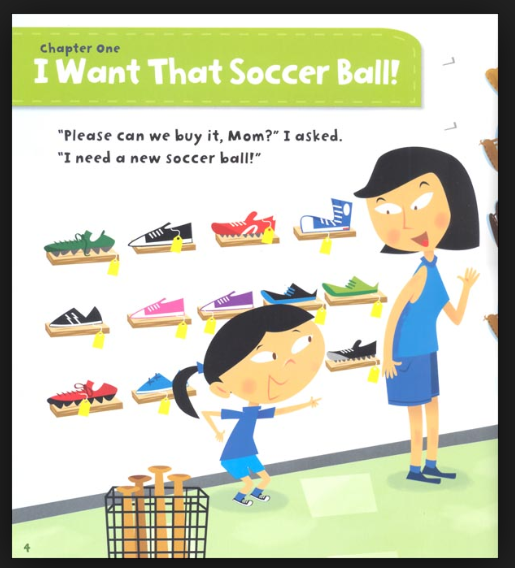 Chapter One
I Want That Soccer Ball!
"Please can we buy it, Mom?" I asked.
"I need a new soccer ball!"
4